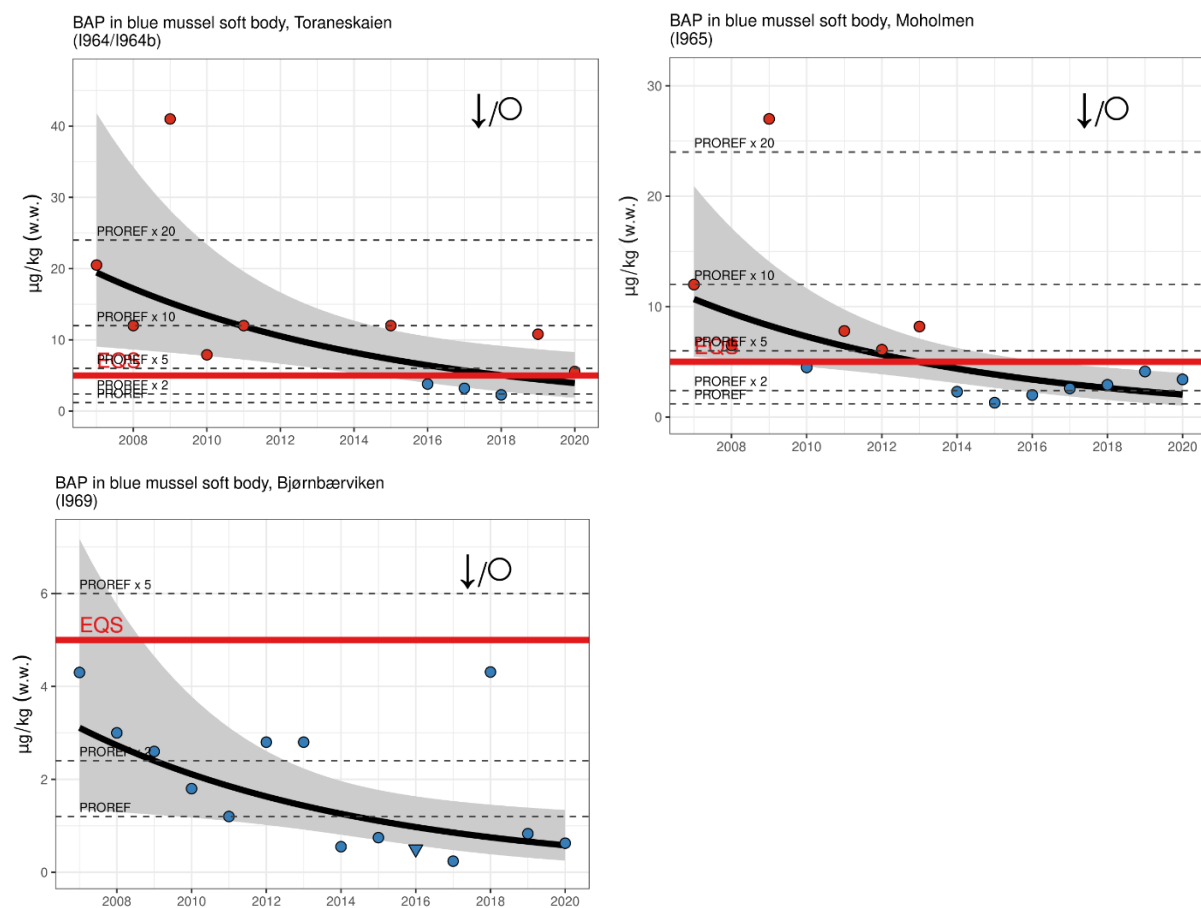 BAP in blue mussel soft body, Toraneskaien
(I964/I964b)
µg/kg (w.w.)
40
30
20
10
0
PROREF x 20
PROREF x 10
PROREF x 5
EQS
PROREF x 2
PROREF
↓/○
2008 2010 2012 2014 2016 2018 2020
BAP in blue mussel soft body, Moholmen
(I965)
µg/kg (w.w.)
30
20
10
0
PROREF x 20
PROREF x 10
PROREF x 5
EQS
PROREF x 2
PROREF
↓/○
2008 2010 2012 2014 2016 2018 2020
BAP in blue mussel soft body, Bjørnbærviken
(I969)
µg/kg (w.w.)
6
4
2
0
PROREF x 5
EQS
PROREF x 2
PROREF
↓/○
2008 2010 2012 2014 2016 2018 2020